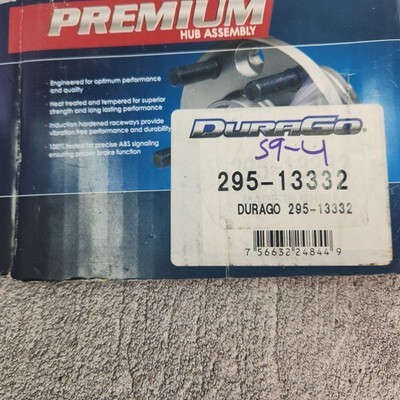 PREMIUM
HUB ASSEMBLY
- Engineered for optimum performance
and quality
- Heat treated and tempered for superior
strength and long lasting performance
- Induction hardened raceways provide
vibration free performance and durability
- 100% tested for precise ABS signaling
ensuring proper brake function
DURAGO
59-4
295-13332
DURAGO 295-13332
7 56632 24844 9